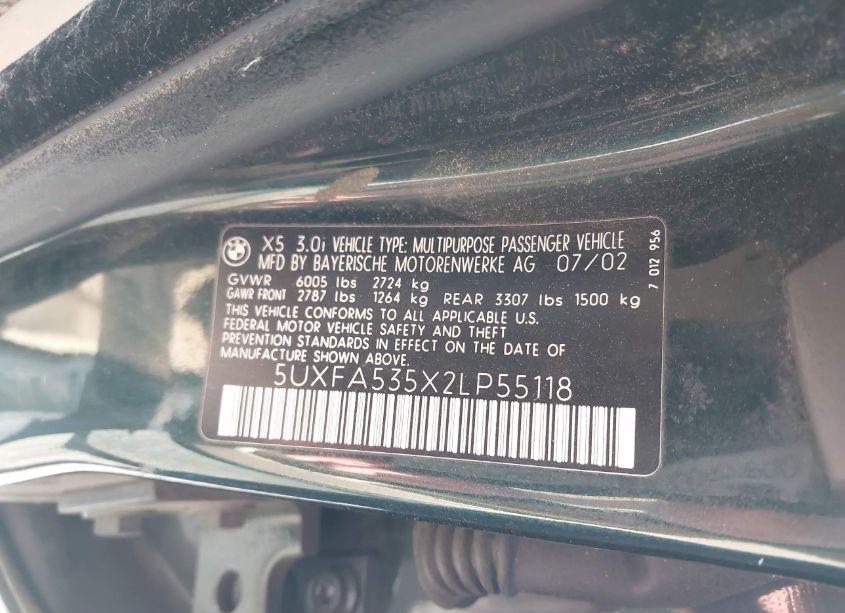 BMW
X5 3.0i VEHICLE TYPE: MULTIPURPOSE PASSENGER VEHICLE
MFD BY BAYERISCHE MOTORENWERKE AG 07/02
GVWR 6005 lbs 2724 kg
GAWR FRONT 2787 lbs 1264 kg REAR 3307 lbs 1500 kg
THIS VEHICLE CONFORMS TO ALL APPLICABLE U.S.
FEDERAL MOTOR VEHICLE SAFETY AND THEFT
PREVENTION STANDARDS IN EFFECT ON THE DATE OF
MANUFACTURE SHOWN ABOVE.
5UXFA535X2LP55118
7 012 956